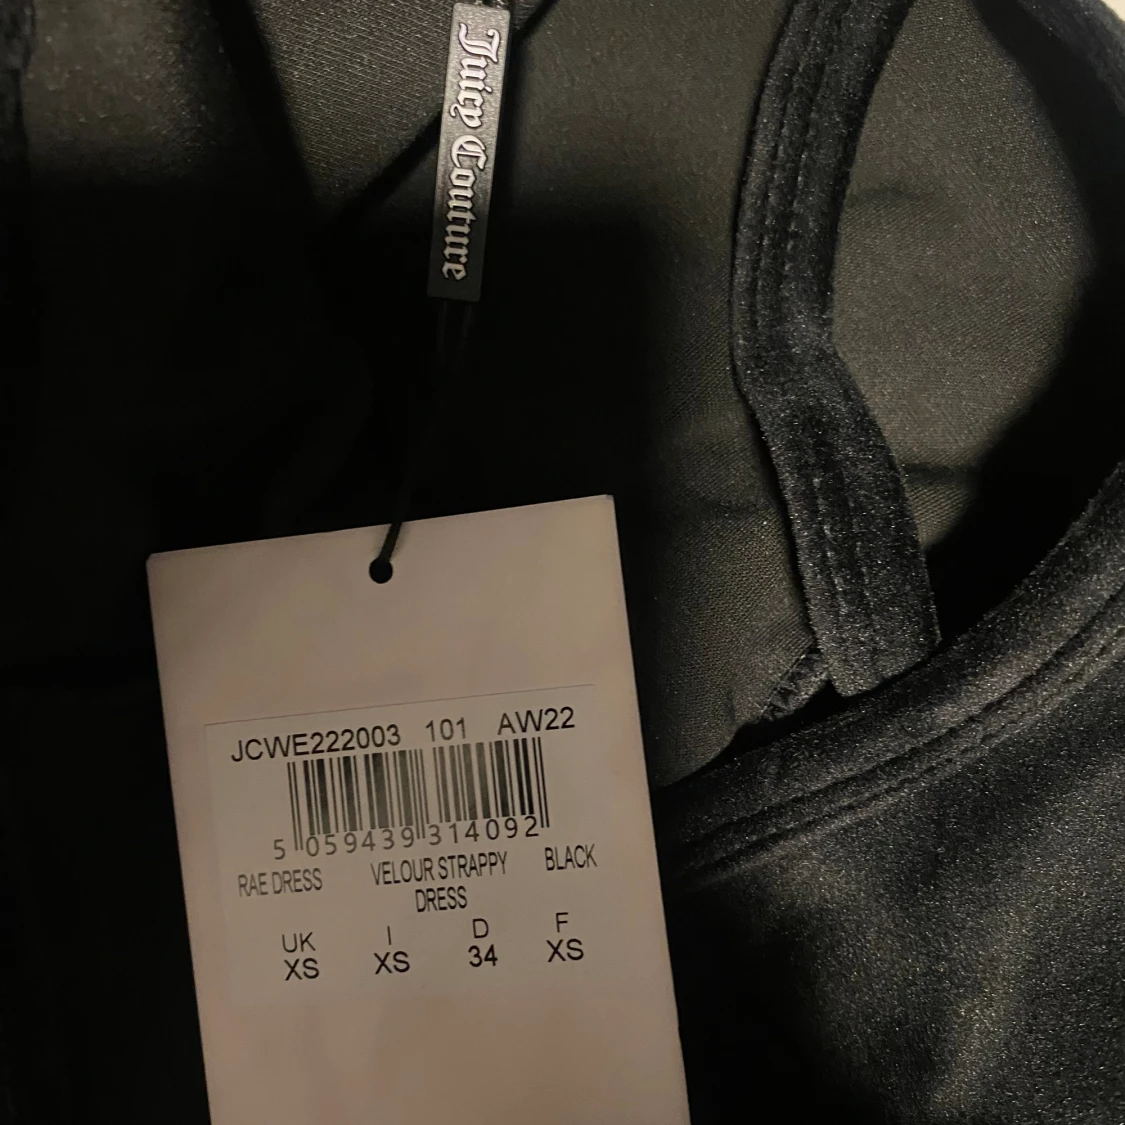 Juicy Couture
JCWE222003 101 AW22
5 059439 314092
RAE DRESS VELOUR STRAPPY BLACK
DRESS
UK I D F
XS XS 34 XS